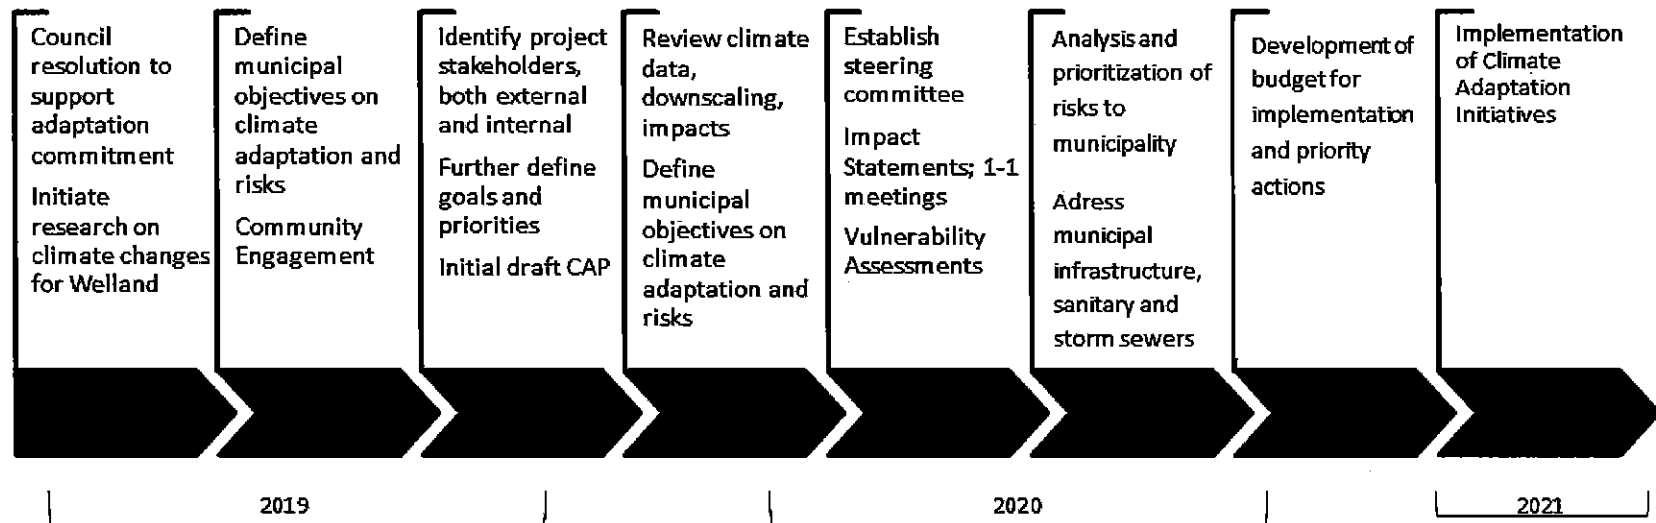 Council
resolution to
support
adaptation
commitment
Initiate
research on
climate changes
for Welland
Define
municipal
objectives on
climate
adaptation and
risks
Community
Engagement
Identify project
stakeholders,
both external
and internal
Further define
goals and
priorities
Initial draft CAP
Review climate
data,
downscaling,
impacts
Define
municipal
objectives on
climate
adaptation and
risks
Establish
steering
committee
Impact
Statements; 1-1
meetings
Vulnerability
Assessments
Analysis and
prioritization of
risks to
municipality
Adress
municipal
infrastructure,
sanitary and
storm sewers
Development of
budget for
implementation
and priority
actions
Implementation
of Climate
Adaptation
Initiatives
2019
2020
2021